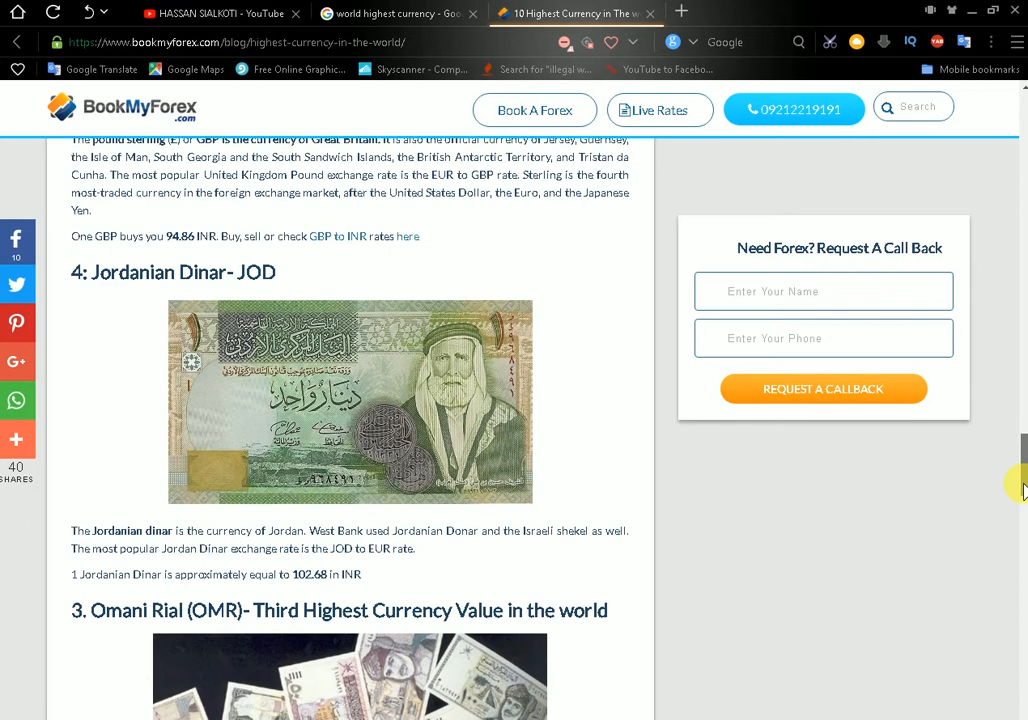 HASSAN SIALKOTI - YouTube
world highest currency - Goo
10 Highest Currency in The w
https://www.bookmyforex.com/blog/highest-currency-in-the-world/
Google
IQ
Google Translate
Google Maps
Free Online Graphic...
Skyscanner - Comp...
Search for "illegal w...
YouTube to Facebo...
Mobile bookmarks
BookMyForex
.com
Book A Forex
Live Rates
09212219191
Search
The pound sterling (£) or GBP is the currency of Great Britain. It is also the official currency of Jersey, Guernsey,
the Isle of Man, South Georgia and the South Sandwich Islands, the British Antarctic Territory, and Tristan da
Cunha. The most popular United Kingdom Pound exchange rate is the EUR to GBP rate. Sterling is the fourth
most-traded currency in the foreign exchange market, after the United States Dollar, the Euro, and the Japanese
Yen.
One GBP buys you 94.86 INR. Buy, sell or check GBP to INR rates here
4: Jordanian Dinar- JOD
دينار واحد
The Jordanian dinar is the currency of Jordan. West Bank used Jordanian Donar and the Israeli shekel as well.
The most popular Jordan Dinar exchange rate is the JOD to EUR rate.
1 Jordanian Dinar is approximately equal to 102.68 in INR
3. Omani Rial (OMR)- Third Highest Currency Value in the world
10
G+
40
SHARES
Need Forex? Request A Call Back
Enter Your Name
Enter Your Phone
REQUEST A CALLBACK